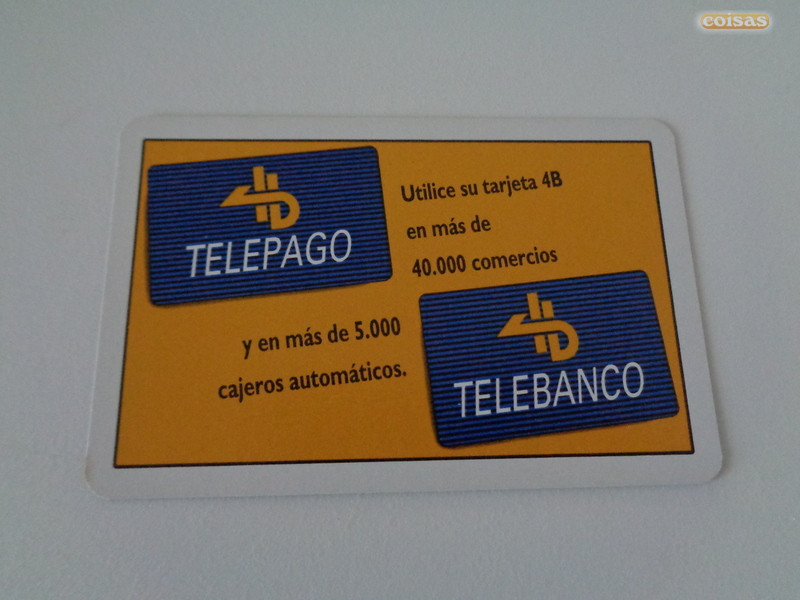 coisas
4B
TELEPAGO
Utilice su tarjeta 4B
en más de
40.000 comercios
y en más de 5.000
cajeros automáticos.
4B
TELEBANCO